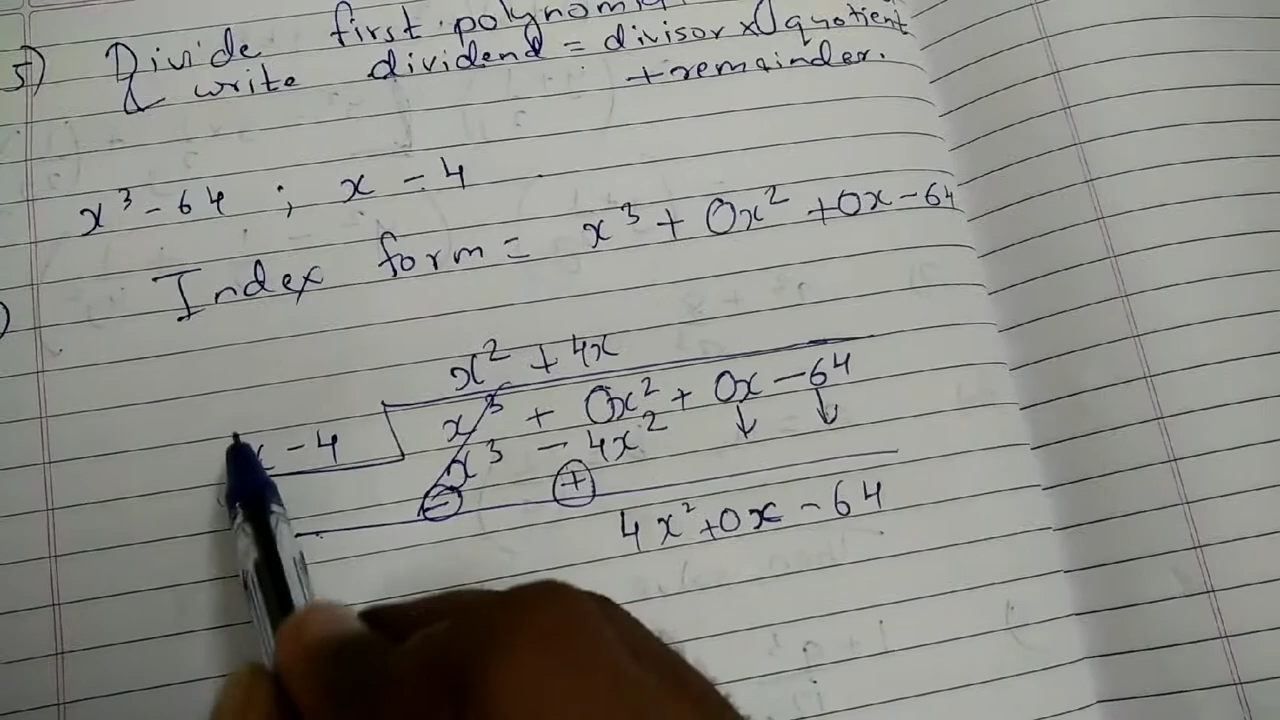 5) Divide first polynomial
& write dividend = divisor x quotient
+ remainder.
x³ - 64 ; x - 4
Index form = x³ + 0x² + 0x - 64
x² + 4x
x - 4 x³ + 0x² + 0x - 64
x³ - 4x²
- +
4x² + 0x - 64